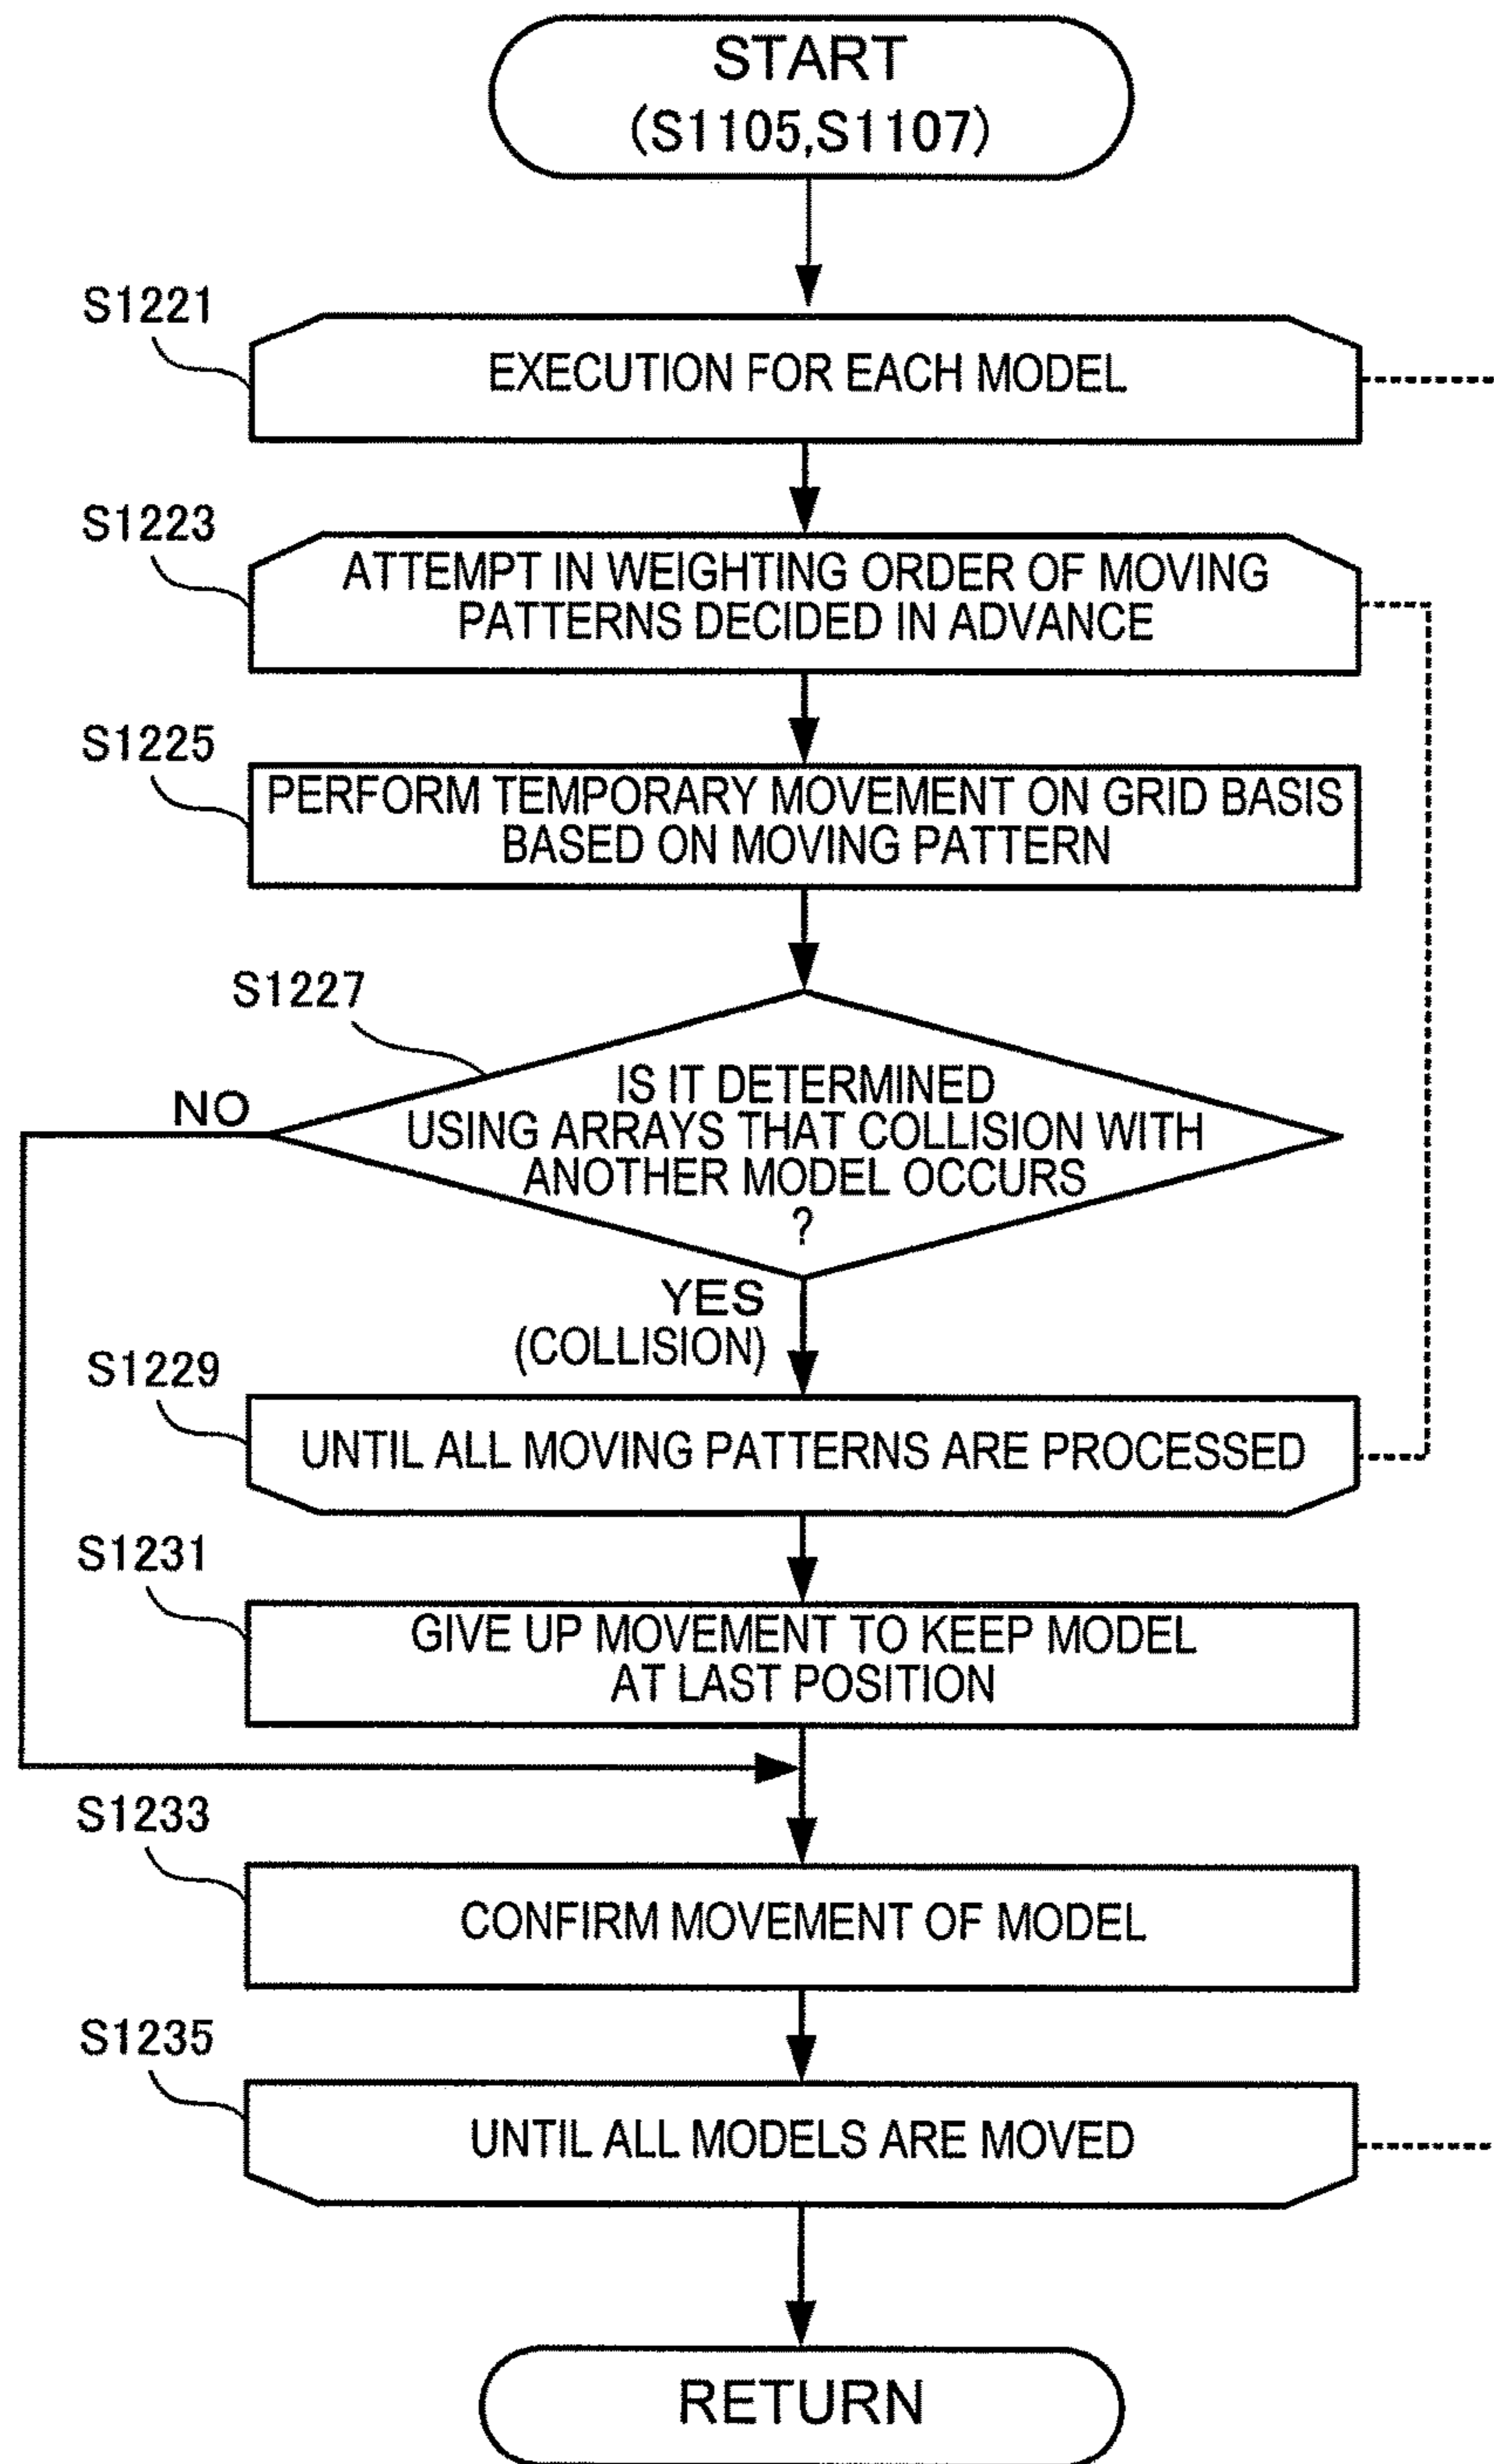 START
(S1105,S1107)
S1221
EXECUTION FOR EACH MODEL
S1223
ATTEMPT IN WEIGHTING ORDER OF MOVING
PATTERNS DECIDED IN ADVANCE
S1225
PERFORM TEMPORARY MOVEMENT ON GRID BASIS
BASED ON MOVING PATTERN
S1227
NO
IS IT DETERMINED
USING ARRAYS THAT COLLISION WITH
ANOTHER MODEL OCCURS
?
YES
(COLLISION)
S1229
UNTIL ALL MOVING PATTERNS ARE PROCESSED
S1231
GIVE UP MOVEMENT TO KEEP MODEL
AT LAST POSITION
S1233
CONFIRM MOVEMENT OF MODEL
S1235
UNTIL ALL MODELS ARE MOVED
RETURN